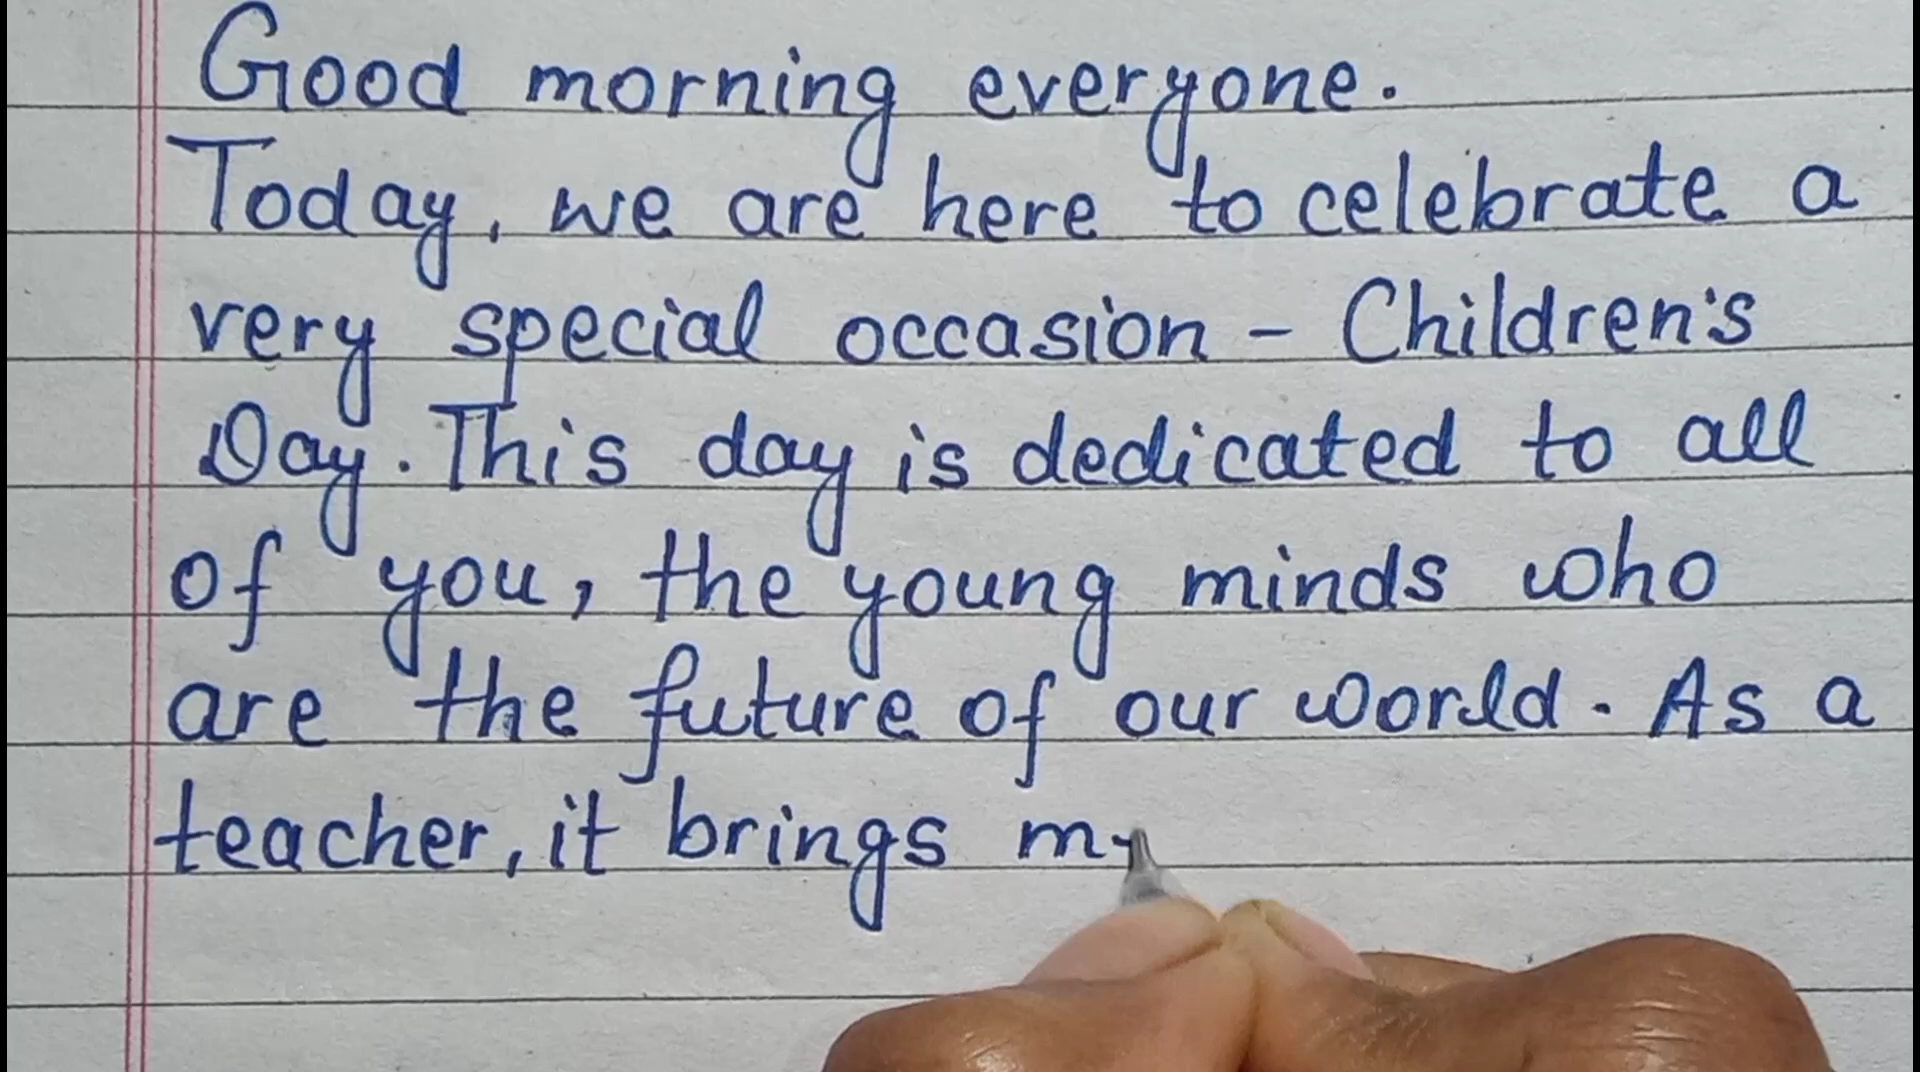 Good morning everyone.
Today, we are here to celebrate a
very special occasion - Children's
Day. This day is dedicated to all
of you, the young minds who
are the future of our world. As a
teacher, it brings m